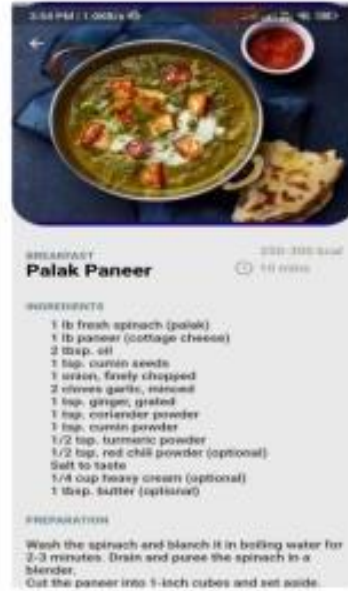 BREAKFAST
Palak Paneer
10 mins
INGREDIENTS
1 lb fresh spinach (palak)
1 lb paneer (cottage cheese)
2 tbsp. oil
1 tsp. cumin seeds
1 onion, finely chopped
2 cloves garlic, minced
1 tsp. ginger, grated
1 tsp. coriander powder
1 tsp. cumin powder
1/2 tsp. turmeric powder
1/2 tsp. red chili powder (optional)
Salt to taste
1/4 cup heavy cream (optional)
1 tbsp. butter (optional)
PREPARATION
Wash the spinach and blanch it in boiling water for
2-3 minutes. Drain and puree the spinach in a
blender.
Cut the paneer into 1-inch cubes and set aside.